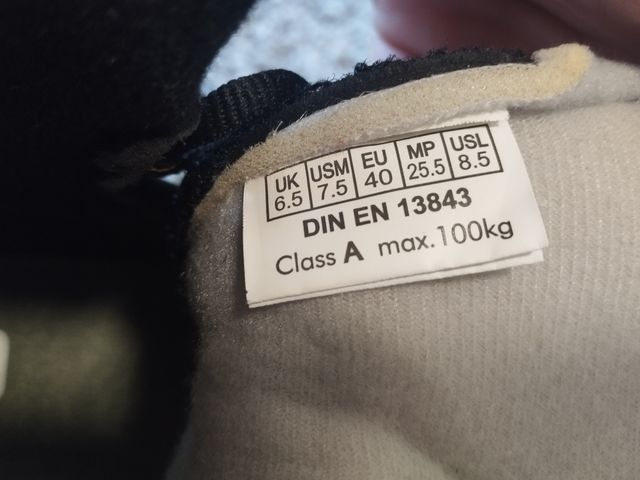 UK USM EU MP USL
6.5 7.5 40 25.5 8.5
DIN EN 13843
Class A max.100kg